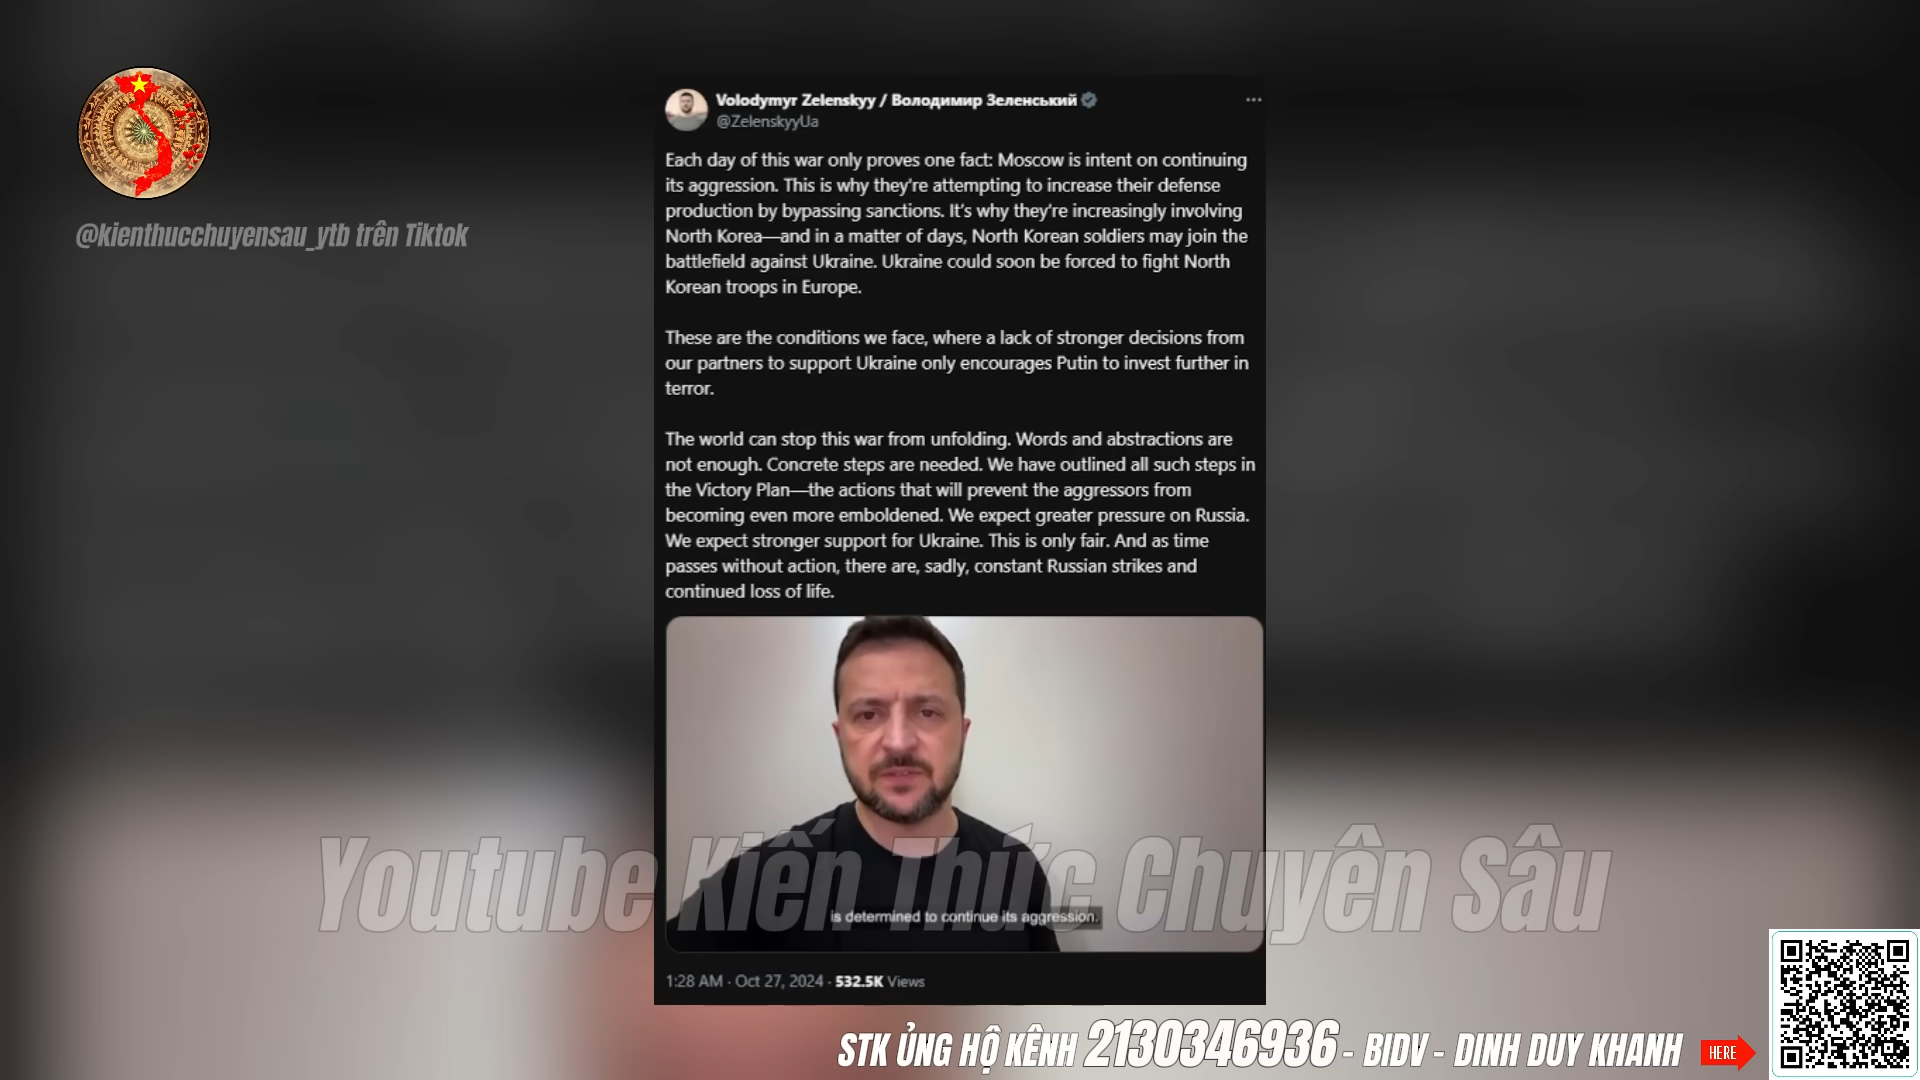 @kienthucchuyensau_ytb trên Tiktok
Volodymyr Zelenskyy / Володимир Зеленський
@ZelenskyyUa
Each day of this war only proves one fact: Moscow is intent on continuing
its aggression. This is why they're attempting to increase their defense
production by bypassing sanctions. It's why they're increasingly involving
North Korea—and in a matter of days, North Korean soldiers may join the
battlefield against Ukraine. Ukraine could soon be forced to fight North
Korean troops in Europe.
These are the conditions we face, where a lack of stronger decisions from
our partners to support Ukraine only encourages Putin to invest further in
terror.
The world can stop this war from unfolding. Words and abstractions are
not enough. Concrete steps are needed. We have outlined all such steps in
the Victory Plan—the actions that will prevent the aggressors from
becoming even more emboldened. We expect greater pressure on Russia.
We expect stronger support for Ukraine. This is only fair. And as time
passes without action, there are, sadly, constant Russian strikes and
continued loss of life.
Youtube Kiến Thức Chuyên Sâu
is determined to continue its aggression.
1:28 AM · Oct 27, 2024 · 532.5K Views
STK ỦNG HỘ KÊNH 2130346936 - BIDV - DINH DUY KHANH
HERE